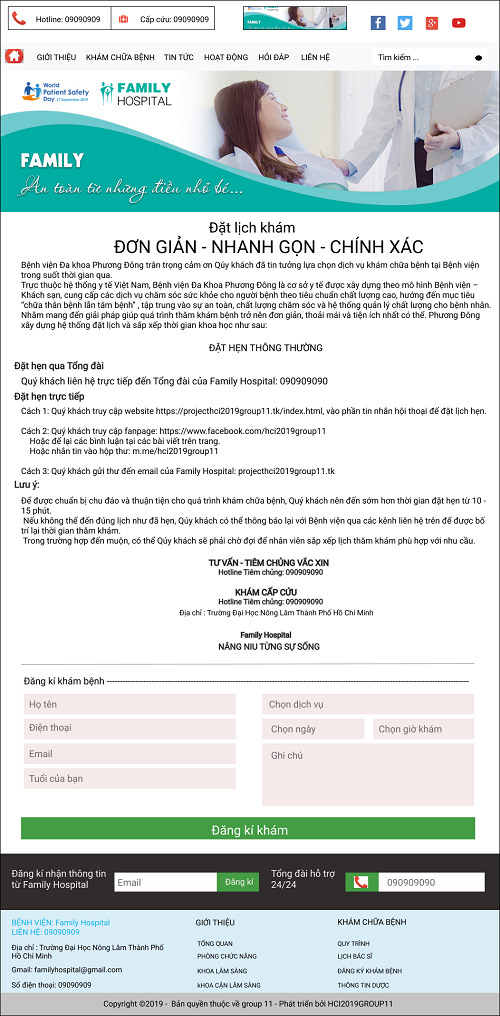 Hotline: 09090909
Cấp cứu: 09090909
GIỚI THIỆU KHÁM CHỮA BỆNH TIN TỨC HOẠT ĐỘNG HỎI ĐÁP LIÊN HỆ
Tìm kiếm ...
World
Patient Safety
Day 17 September 2019
FAMILY
HOSPITAL
FAMILY
An toàn từ những điều nhỏ bé...
Đặt lịch khám
ĐƠN GIẢN - NHANH GỌN - CHÍNH XÁC
Bệnh viện Đa khoa Phương Đông trân trọng cảm ơn Qúy khách đã tin tưởng lựa chọn dịch vụ khám chữa bệnh tại Bệnh viện
trong suốt thời gian qua.
Trực thuộc hệ thống y tế Việt Nam, Bệnh viện Đa Khoa Phương Đông là cơ sở y tế được xây dựng theo mô hình Bệnh viện –
Khách sạn, cung cấp các dịch vụ chăm sóc sức khỏe cho người bệnh theo tiêu chuẩn chất lượng cao, hướng đến mục tiêu
“chữa thân bệnh lẫn tâm bệnh” , tập trung vào sự an toàn, chất lượng chăm sóc và hệ thống quản lý chất lượng cho bệnh nhân.
Nhằm mang đến giải pháp giúp quá trình thăm khám bệnh trở nên đơn giản, thoải mái và tiện ích nhất có thể. Phương Đông
xây dựng hệ thống đặt lịch và sắp xếp thời gian khoa học như sau:
ĐẶT HẸN THÔNG THƯỜNG
Đặt hẹn qua Tổng đài
Quý khách liên hệ trực tiếp đến Tổng đài của Family Hospital: 090909090
Đặt hẹn trực tiếp
Cách 1: Quý khách truy cập website https://projecthci2019group11.tk/index.html, vào phần tin nhắn hội thoại để đặt lịch hẹn.
Cách 2: Quý khách truy cập fanpage: https://www.facebook.com/hci2019group11
Hoặc để lại các bình luận tại các bài viết trên trang.
Hoặc nhắn tin vào hộp thư: m.me/hci2019group11
Cách 3: Quý khách gửi thư đến email của Family Hospital: projecthci2019group11.tk
Lưu ý:
Để được chuẩn bị chu đáo và thuận tiện cho quá trình khám chữa bệnh, Quý khách nên đến sớm hơn thời gian đặt hẹn từ 10 -
15 phút.
Nếu không thể đến đúng lịch như đã hẹn, Qúy khách có thể thông báo lại với Bệnh viện qua các kênh liên hệ trên để được bố
trí lại thời gian thăm khám.
Trong trường hợp đến muộn, có thể Qúy khách sẽ phải chờ đợi để nhân viên sắp xếp lịch thăm khám phù hợp với nhu cầu.
TƯ VẤN - TIÊM CHỦNG VẮC XIN
Hotline Tiêm chủng: 090909090
KHÁM CẤP CỨU
Hotline Tiêm chủng: 090909090
Địa chỉ : Trường Đại Học Nông Lâm Thành Phố Hồ Chí Minh
Family Hospital
NÂNG NIU TỪNG SỰ SỐNG
Đăng kí khám bệnh
Họ tên
Chọn dịch vụ
Điện thoại
Chọn ngày
Chọn giờ khám
Email
Ghi chú
Tuổi của bạn
Đăng kí khám
Đăng kí nhận thông tin
từ Family Hospital
Email
Đăng kí
Tổng đài hỗ trợ
24/24
090909090
BỆNH VIỆN: Family Hospital
LIÊN HỆ: 09090909
Địa chỉ : Trường Đại Học Nông Lâm Thành Phố
Hồ Chí Minh
Gmail: familyhospital@gmail.com
Số điện thoại: 09090909
GIỚI THIỆU
TỔNG QUAN
PHÒNG CHỨC NĂNG
KHOA LÂM SÀNG
kHOA CẬN LÂM SÀNG
KHÁM CHỮA BỆNH
QUY TRÌNH
LỊCH BÁC SĨ
ĐĂNG KÝ KHÁM BỆNH
THÔNG TIN DƯỢC
Copyright ©2019 - Bản quyền thuộc về group 11 - Phát triển bởi HCI2019GROUP11